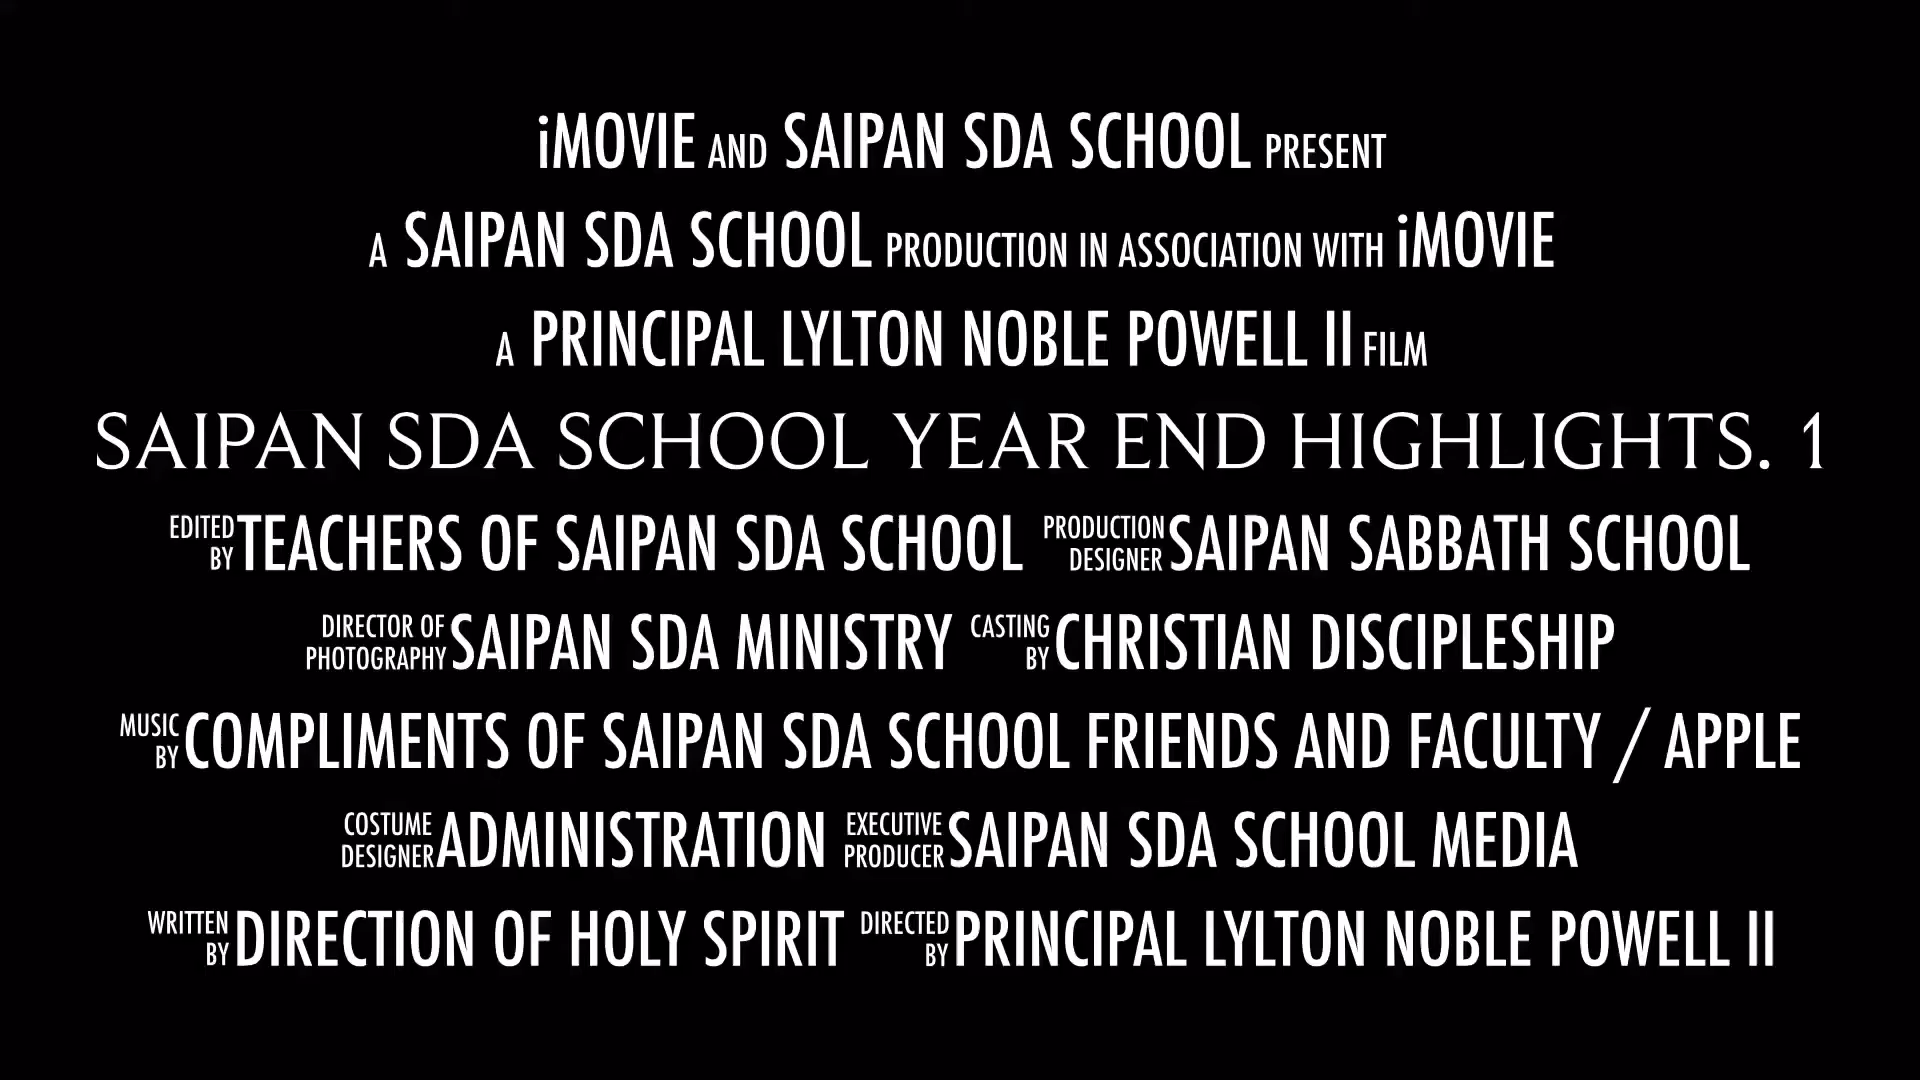 iMOVIE AND SAIPAN SDA SCHOOL PRESENT
A SAIPAN SDA SCHOOL PRODUCTION IN ASSOCIATION WITH iMOVIE
A PRINCIPAL LYLTON NOBLE POWELL II FILM
SAIPAN SDA SCHOOL YEAR END HIGHLIGHTS. 1
EDITED BY TEACHERS OF SAIPAN SDA SCHOOL PRODUCTION DESIGNER SAIPAN SABBATH SCHOOL
DIRECTOR OF PHOTOGRAPHY SAIPAN SDA MINISTRY CASTING BY CHRISTIAN DISCIPLESHIP
MUSIC BY COMPLIMENTS OF SAIPAN SDA SCHOOL FRIENDS AND FACULTY / APPLE
COSTUME DESIGNER ADMINISTRATION EXECUTIVE PRODUCER SAIPAN SDA SCHOOL MEDIA
WRITTEN BY DIRECTION OF HOLY SPIRIT DIRECTED BY PRINCIPAL LYLTON NOBLE POWELL II